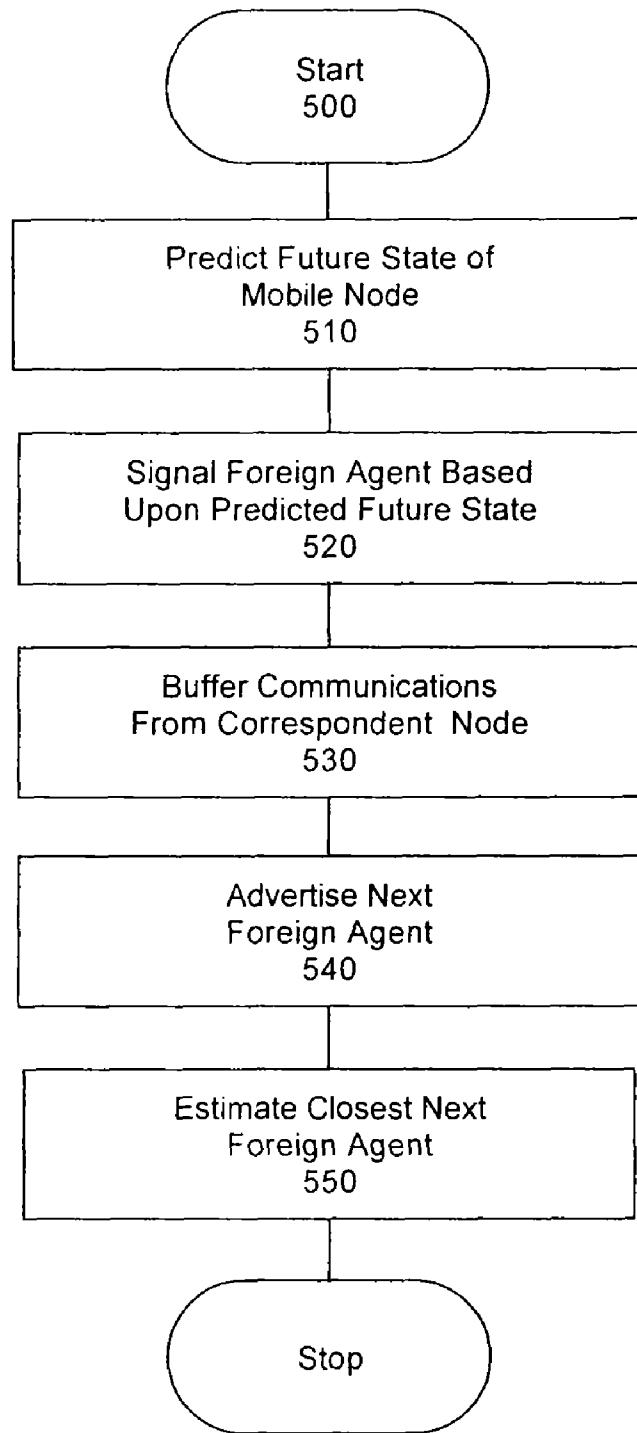 Start
500
Predict Future State of
Mobile Node
510
Signal Foreign Agent Based
Upon Predicted Future State
520
Buffer Communications
From Correspondent Node
530
Advertise Next
Foreign Agent
540
Estimate Closest Next
Foreign Agent
550
Stop